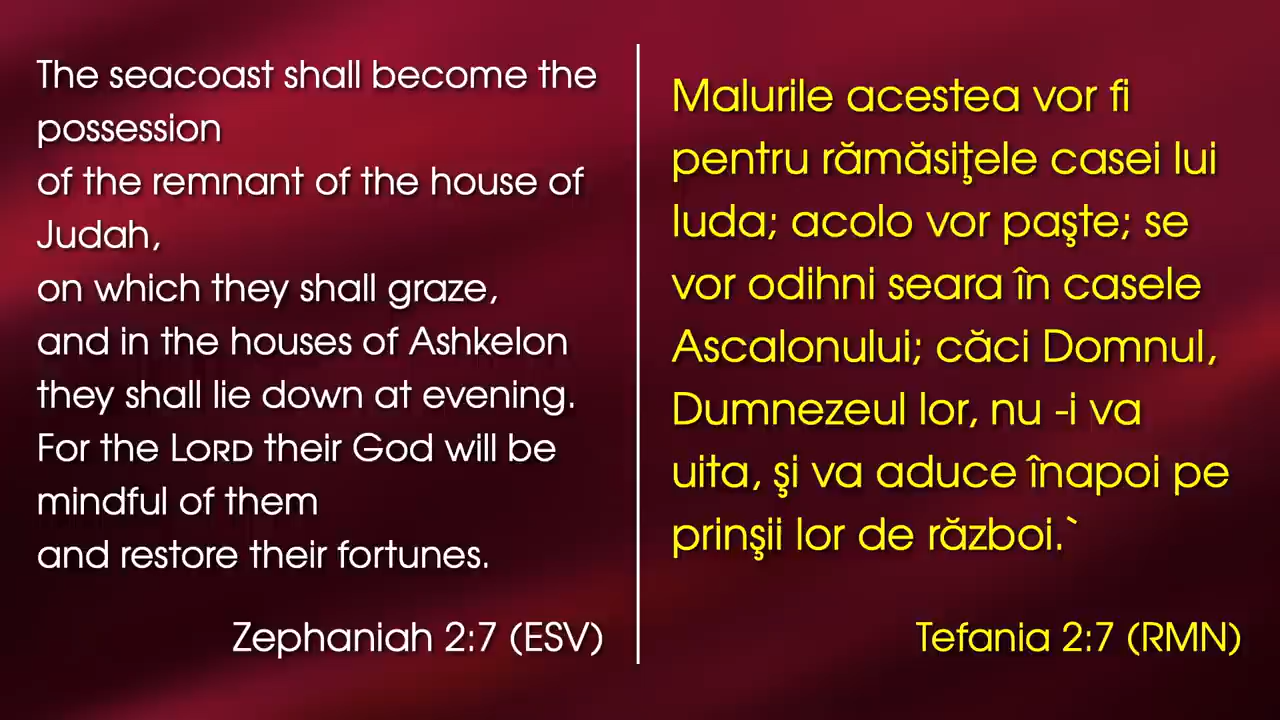 The seacoast shall become the
possession
of the remnant of the house of
Judah,
on which they shall graze,
and in the houses of Ashkelon
they shall lie down at evening.
For the LORD their God will be
mindful of them
and restore their fortunes.
Zephaniah 2:7 (ESV)
Malurile acestea vor fi
pentru rămăsiţele casei lui
Iuda; acolo vor paşte; se
vor odihni seara în casele
Ascalonului; căci Domnul,
Dumnezeul lor, nu -i va
uita, şi va aduce înapoi pe
prinşii lor de război.`
Tefania 2:7 (RMN)